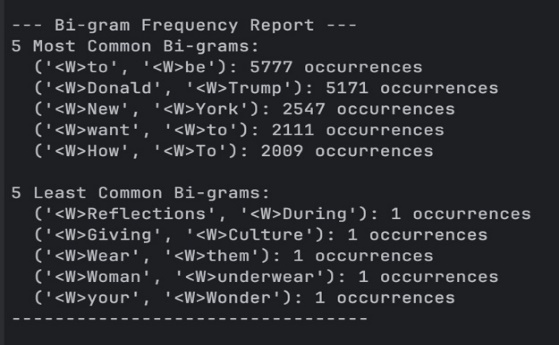 --- Bi-gram Frequency Report ---
5 Most Common Bi-grams:
('<W>to', '<W>be'): 5777 occurrences
('<W>Donald', '<W>Trump'): 5171 occurrences
('<W>New', '<W>York'): 2547 occurrences
('<W>want', '<W>to'): 2111 occurrences
('<W>How', '<W>To'): 2009 occurrences
5 Least Common Bi-grams:
('<W>Reflections', '<W>During'): 1 occurrences
('<W>Giving', '<W>Culture'): 1 occurrences
('<W>Wear', '<W>them'): 1 occurrences
('<W>Woman', '<W>underwear'): 1 occurrences
('<W>your', '<W>Wonder'): 1 occurrences
---------------------------------